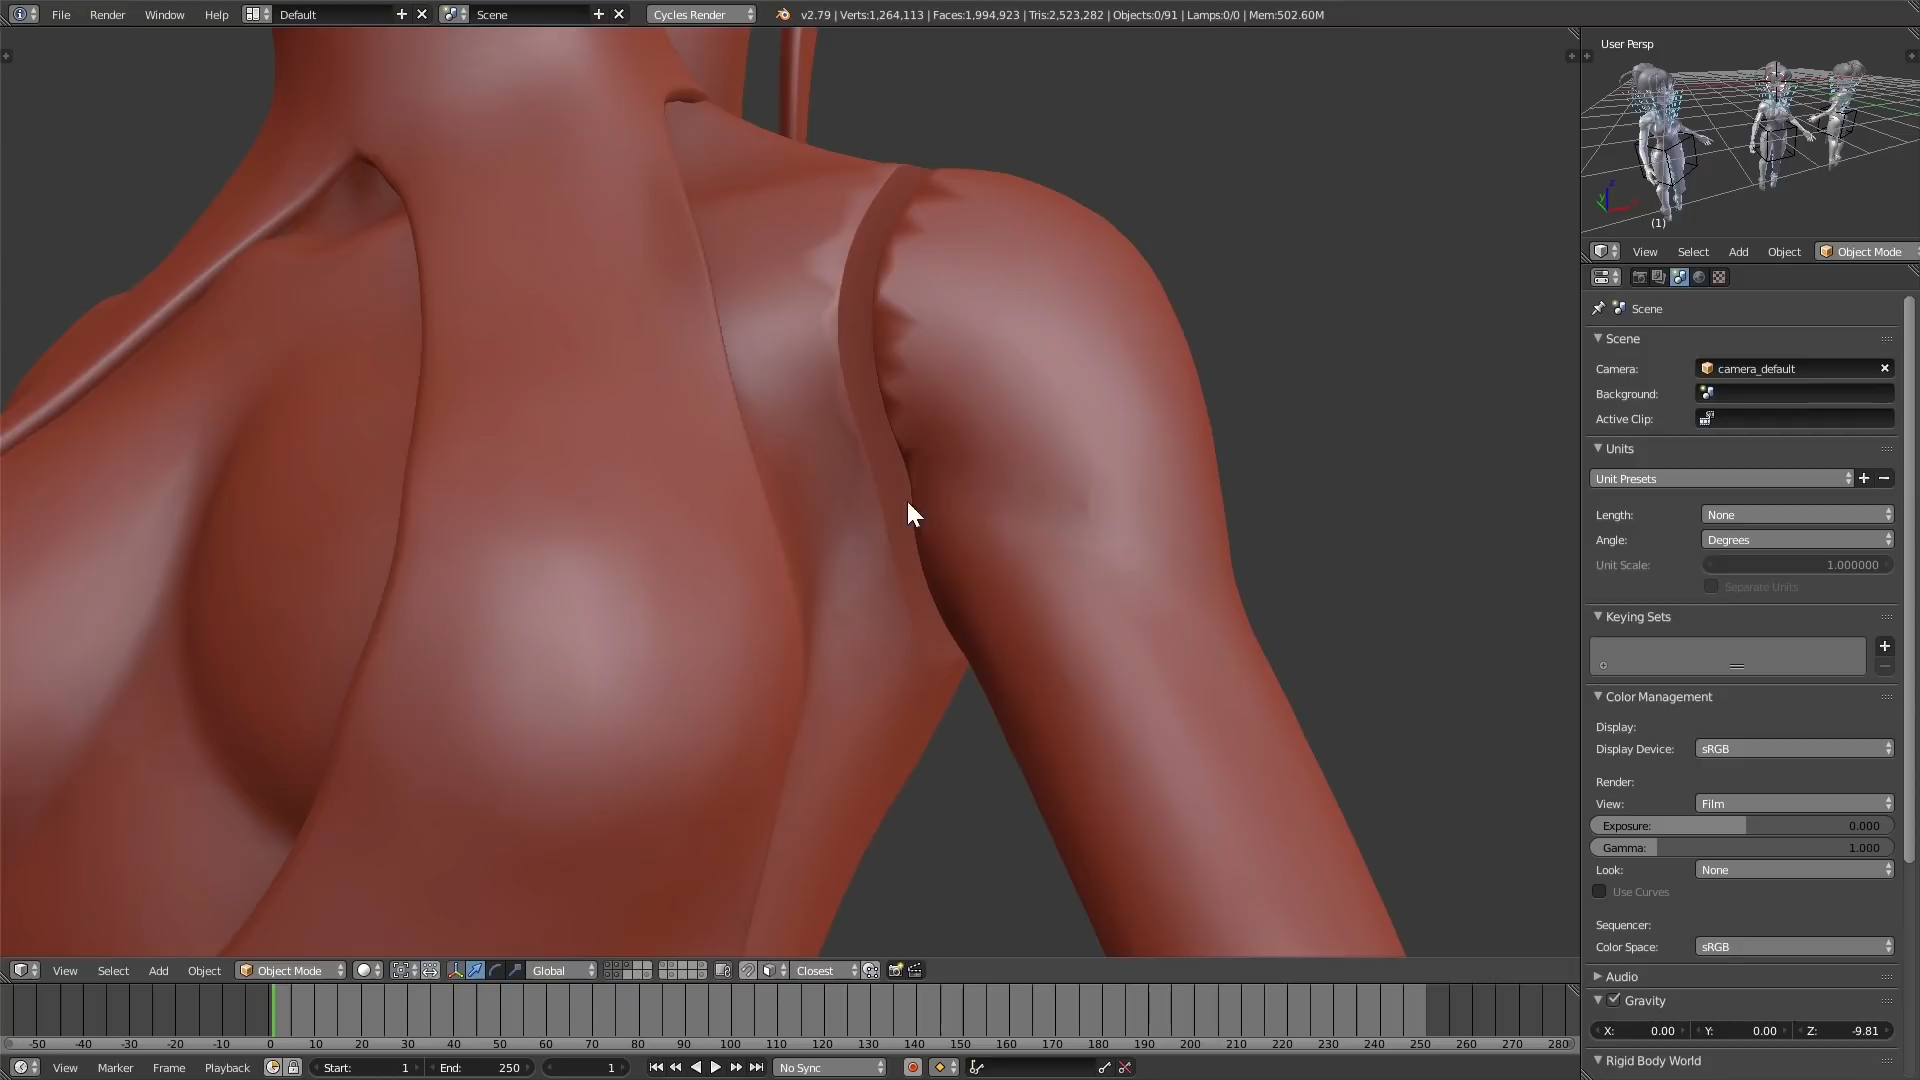 File Render Window Help Default Scene Cycles Render v2.79 | Verts:1,264,113 | Faces:1,994,923 | Tris:2,523,282 | Objects:0/91 | Lamps:0/0 | Mem:502.60M
User Persp
(1)
View Select Add Object Object Mode
Scene
Scene
Camera: camera_default
Background:
Active Clip:
Units
Unit Presets
Length: None
Angle: Degrees
Unit Scale: 1.000000
Separate Units
Keying Sets
Color Management
Display:
Display Device: sRGB
Render:
View: Film
Exposure: 0.000
Gamma: 1.000
Look: None
Use Curves
Sequencer:
Color Space: sRGB
Audio
Gravity
X: 0.00 Y: 0.00 Z: -9.81
Rigid Body World
View Select Add Object Object Mode Global Closest
-50 -40 -30 -20 -10 0 10 20 30 40 50 60 70 80 90 100 110 120 130 140 150 160 170 180 190 200 210 220 230 240 250 260 270 280
View Marker Frame Playback Start: 1 End: 250 1 No Sync